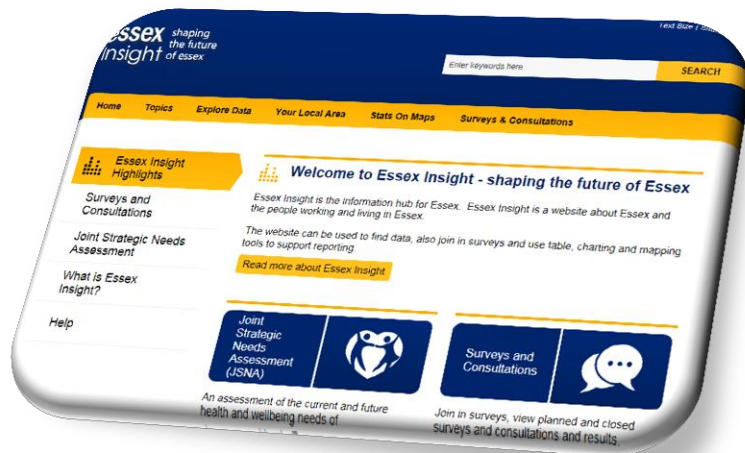 essex shaping
insight the future
of essex
Text Size |
Enter keywords here
SEARCH
Home Topics Explore Data Your Local Area Stats On Maps Surveys & Consultations
Essex Insight
Highlights
Surveys and
Consultations
Joint Strategic Needs
Assessment
What is Essex
Insight?
Help
Welcome to Essex Insight - shaping the future of Essex
Essex Insight is the information hub for Essex. Essex Insight is a website about Essex and
the people working and living in Essex.
The website can be used to find data, also join in surveys and use table, charting and mapping
tools to support reporting.
Read more about Essex Insight
Joint
Strategic
Needs
Assessment
(JSNA)
An assessment of the current and future
health and wellbeing needs of
Surveys and
Consultations
Join in surveys, view planned and closed
surveys and consultations and results.